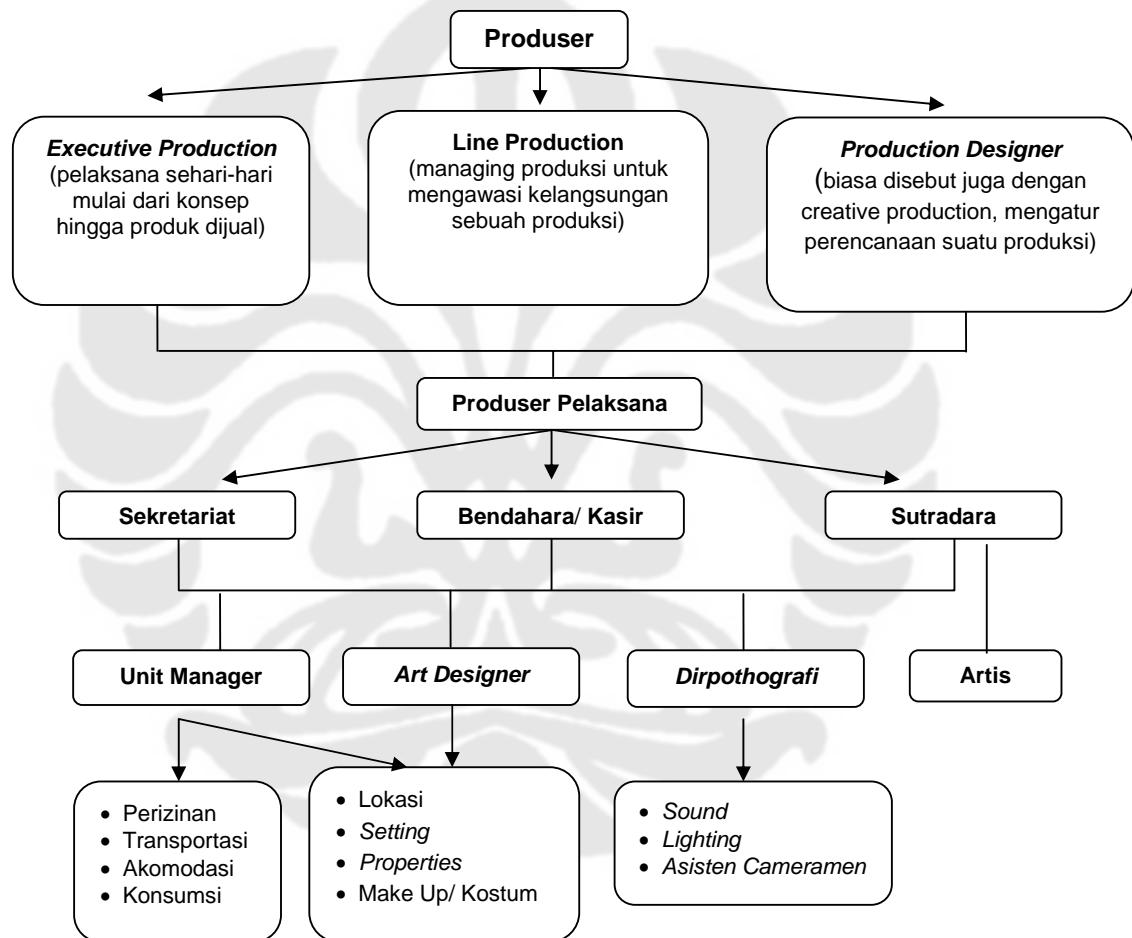 Produser
Executive Production
(pelaksana sehari-hari
mulai dari konsep
hingga produk dijual)
Line Production
(managing produksi untuk
mengawasi kelangsungan
sebuah produksi)
Production Designer
(biasa disebut juga dengan
creative production, mengatur
perencanaan suatu produksi)
Produser Pelaksana
Sekretariat
Bendahara/ Kasir
Sutradara
Unit Manager
Art Designer
Dirpothografi
Artis
• Perizinan
• Transportasi
• Akomodasi
• Konsumsi
• Lokasi
• Setting
• Properties
• Make Up/ Kostum
• Sound
• Lighting
• Asisten Cameramen